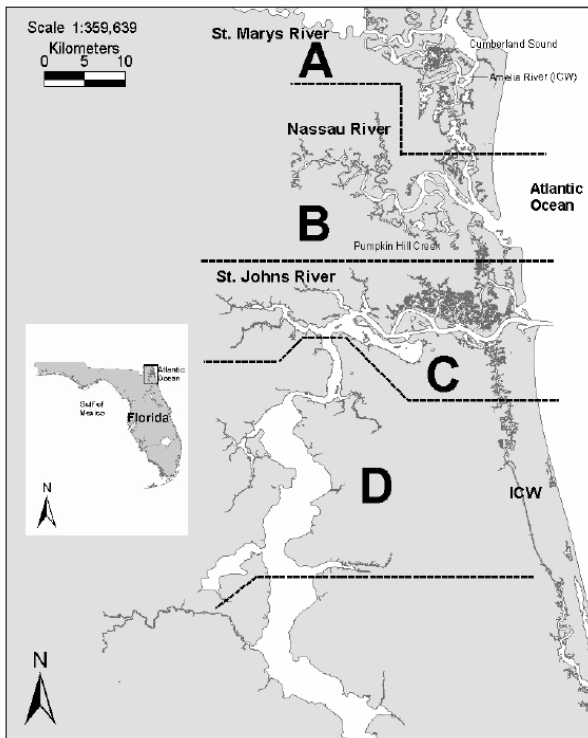 Scale 1:359,639
Kilometers
0 5 10
St. Marys River
Cumberland Sound
A
Amelia River (ICW)
Nassau River
Atlantic
Ocean
B
Pumpkin Hill Creek
St. Johns River
C
Atlantic
Ocean
Gulf of
Mexico
Florida
N
D
ICW
N